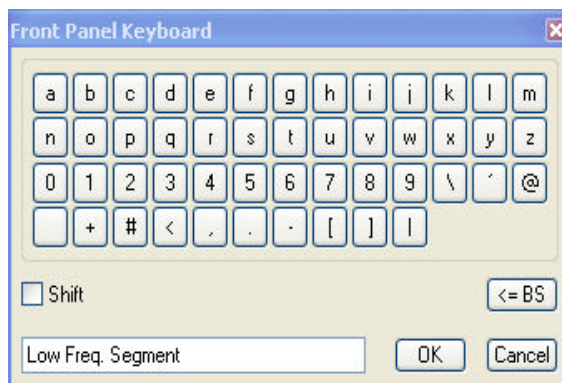 Front Panel Keyboard
a b c d e f g h i j k l m
n o p q r s t u v w x y z
0 1 2 3 4 5 6 7 8 9 \ ´ @
+ # < , . - [ ] |
Shift
<= BS
Low Freq. Segment
OK
Cancel